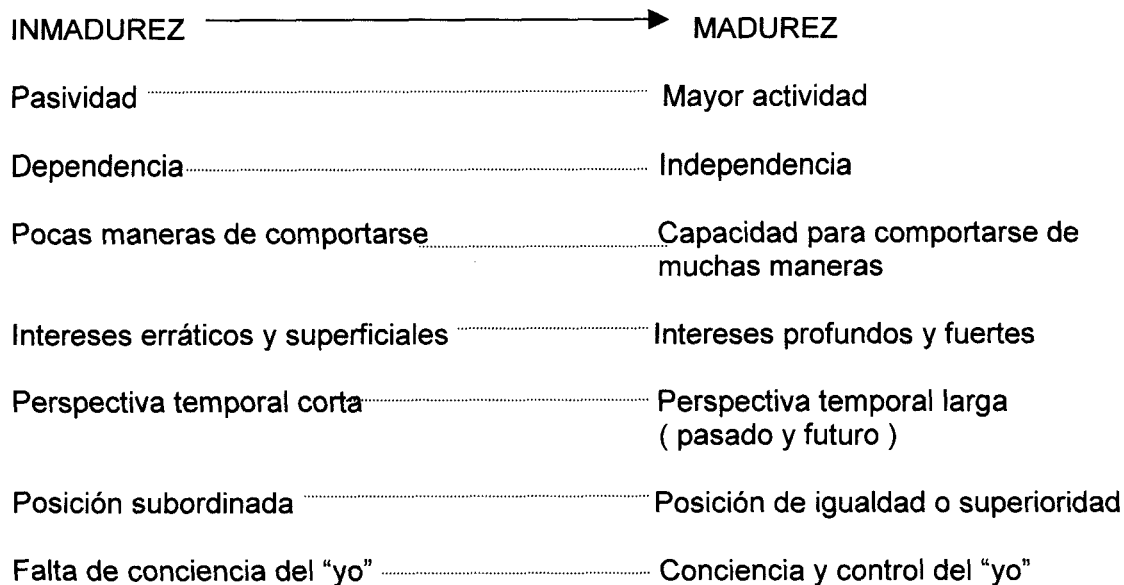 INMADUREZ MADUREZ
Pasividad Mayor actividad
Dependencia Independencia
Pocas maneras de comportarse Capacidad para comportarse de
muchas maneras
Intereses erráticos y superficiales Intereses profundos y fuertes
Perspectiva temporal corta Perspectiva temporal larga
( pasado y futuro )
Posición subordinada Posición de igualdad o superioridad
Falta de conciencia del “yo” Conciencia y control del “yo”